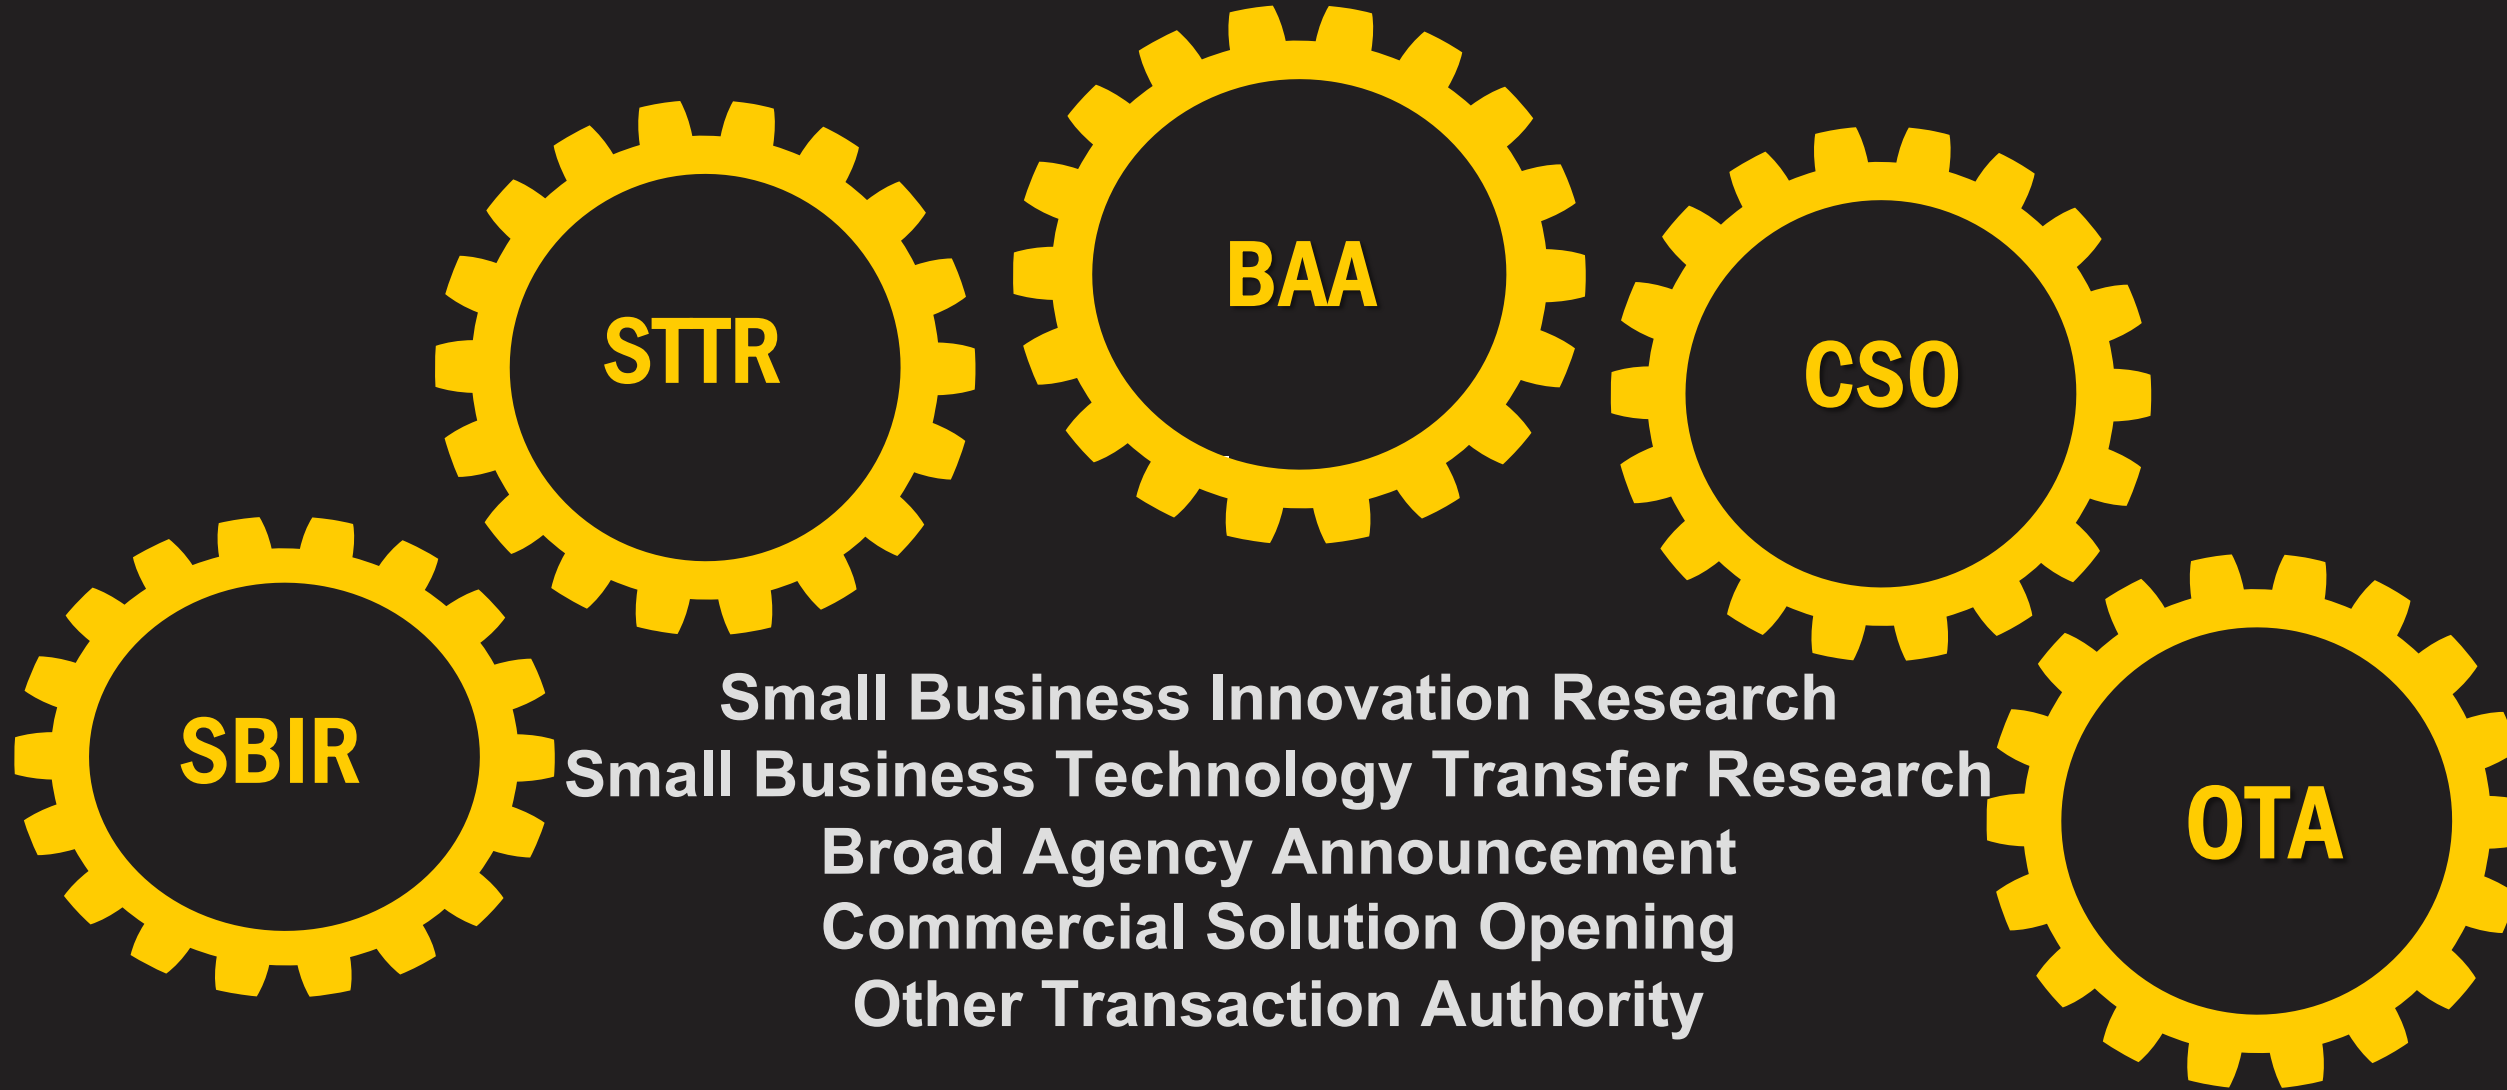 BAA
STTR
CSO
SBIR
OTA
Small Business Innovation Research
Small Business Technology Transfer Research
Broad Agency Announcement
Commercial Solution Opening
Other Transaction Authority